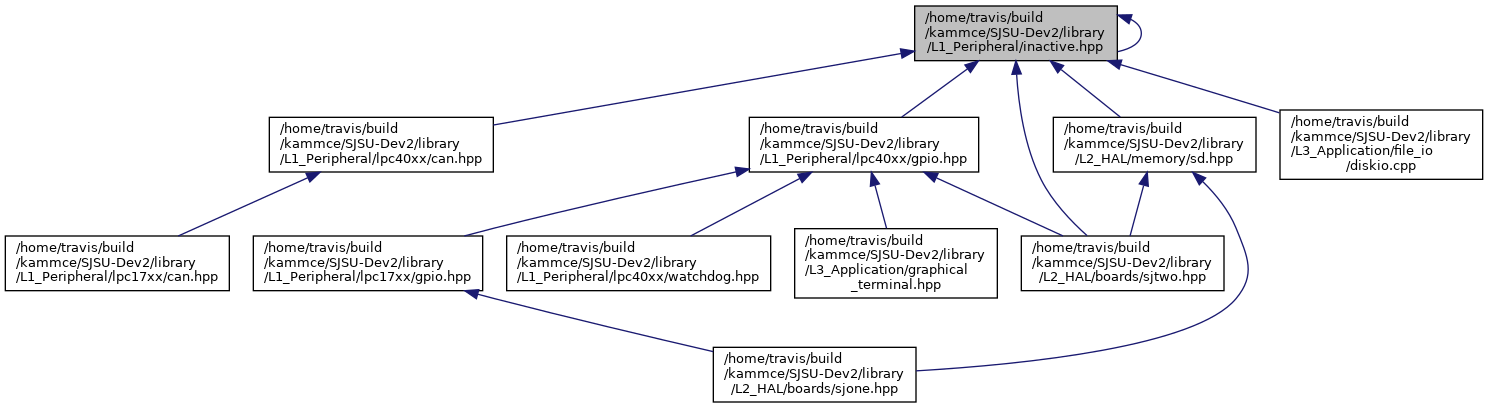 /home/travis/build
/kammce/SJSU-Dev2/library
/L1_Peripheral/inactive.hpp
/home/travis/build
/kammce/SJSU-Dev2/library
/L1_Peripheral/lpc40xx/can.hpp
/home/travis/build
/kammce/SJSU-Dev2/library
/L1_Peripheral/lpc40xx/gpio.hpp
/home/travis/build
/kammce/SJSU-Dev2/library
/L2_HAL/memory/sd.hpp
/home/travis/build
/kammce/SJSU-Dev2/library
/L3_Application/file_io
/diskio.cpp
/home/travis/build
/kammce/SJSU-Dev2/library
/L1_Peripheral/lpc17xx/can.hpp
/home/travis/build
/kammce/SJSU-Dev2/library
/L1_Peripheral/lpc17xx/gpio.hpp
/home/travis/build
/kammce/SJSU-Dev2/library
/L1_Peripheral/lpc40xx/watchdog.hpp
/home/travis/build
/kammce/SJSU-Dev2/library
/L3_Application/graphical
_terminal.hpp
/home/travis/build
/kammce/SJSU-Dev2/library
/L2_HAL/boards/sjtwo.hpp
/home/travis/build
/kammce/SJSU-Dev2/library
/L2_HAL/boards/sjone.hpp